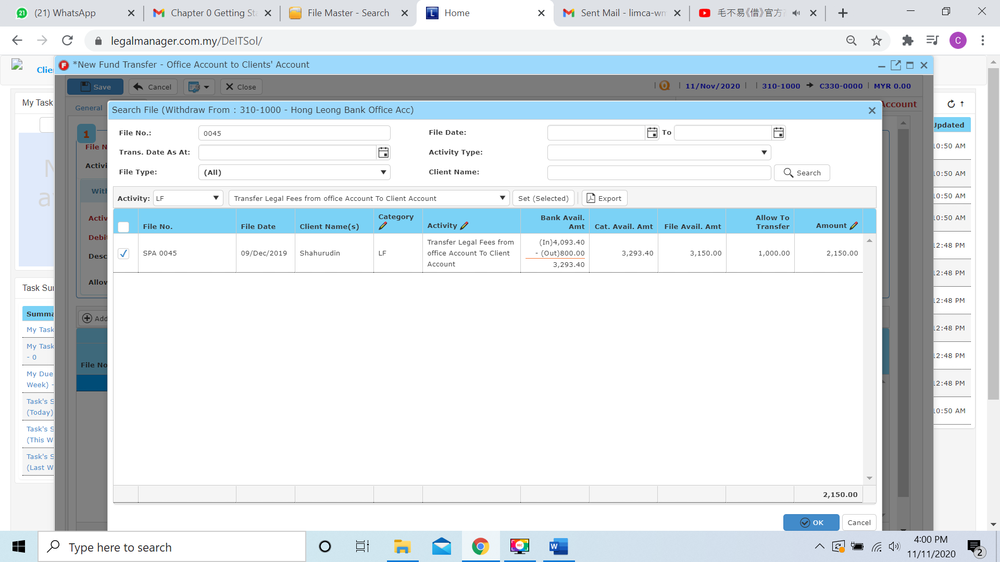 21
(21) WhatsApp
Chapter 0 Getting Sta
File Master - Search
L
Home
Sent Mail - limca-wm
毛不易《借》官方
legalmanager.com.my/DeITSol/
C
Clie
*New Fund Transfer - Office Account to Clients' Account
Save
Cancel
Close
Q
11/Nov/2020
310-1000
C330-0000
MYR 0.00
My Task
General
Account
Search File (Withdraw From : 310-1000 - Hong Leong Bank Office Acc)
Updated
1
File N
Activi
With
Activ
Debit
Desc
Allow
File No.:
0045
File Date:
To
Trans. Date As At:
Activity Type:
File Type:
(All)
Client Name:
Search
Activity:
LF
Transfer Legal Fees from office Account To Client Account
Set (Selected)
Export
File No.
File Date
Client Name(s)
Category
Activity
Bank Avail.
Amt
Cat. Avail. Amt
File Avail. Amt
Allow To
Transfer
Amount
SPA 0045
09/Dec/2019
Shahurudin
LF
Transfer Legal Fees from
office Account To Client
Account
(In)4,093.40
- (Out)800.00
3,293.40
3,293.40
3,150.00
1,000.00
2,150.00
2,150.00
OK
Cancel
Task Sur
Summa
My Task
My Task
- 0
My Due
Week) -
Task's S
(Today)
Task's S
(This W
Task's S
(Last W
Add
File No
10:50 AM
10:50 AM
10:50 AM
10:50 AM
12:48 PM
12:48 PM
12:48 PM
12:48 PM
12:48 PM
12:48 PM
10:50 AM
Type here to search
REC
W
4:00 PM
11/11/2020
2